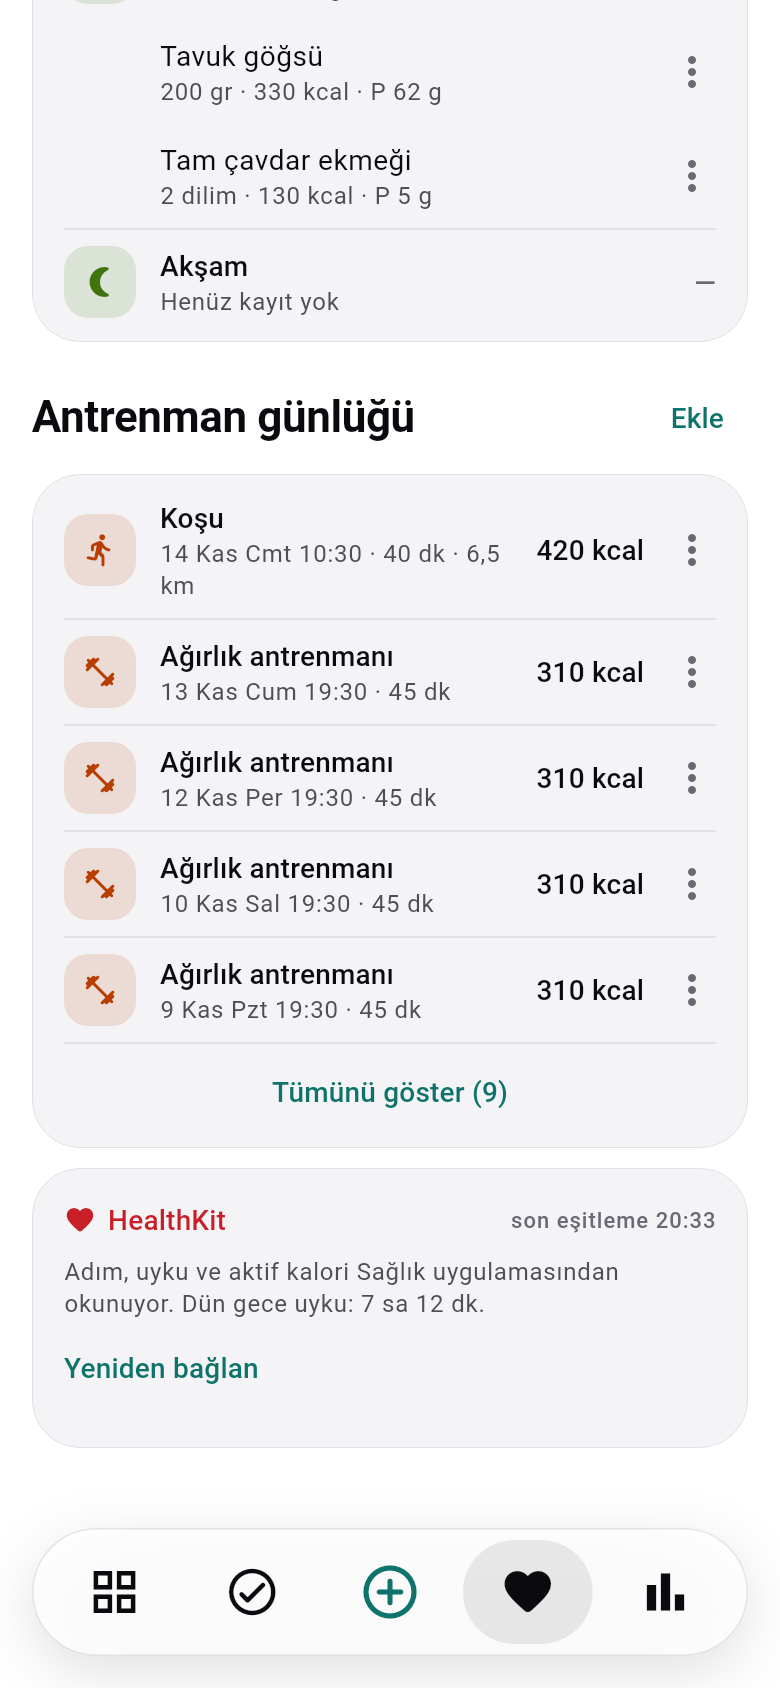 Tavuk göğsü
200 gr · 330 kcal · P 62 g
Tam çavdar ekmeği
2 dilim · 130 kcal · P 5 g
Akşam
Henüz kayıt yok
—
Antrenman günlüğü
Ekle
Koşu
14 Kas Cmt 10:30 · 40 dk · 6,5
km
420 kcal
Ağırlık antrenmanı
13 Kas Cum 19:30 · 45 dk
310 kcal
Ağırlık antrenmanı
12 Kas Per 19:30 · 45 dk
310 kcal
Ağırlık antrenmanı
10 Kas Sal 19:30 · 45 dk
310 kcal
Ağırlık antrenmanı
9 Kas Pzt 19:30 · 45 dk
310 kcal
Tümünü göster (9)
HealthKit
son eşitleme 20:33
Adım, uyku ve aktif kalori Sağlık uygulamasından
okunuyor. Dün gece uyku: 7 sa 12 dk.
Yeniden bağlan